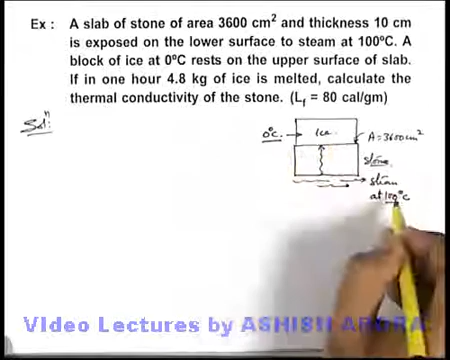 Ex : A slab of stone of area 3600 cm² and thickness 10 cm
is exposed on the lower surface to steam at 100ºC. A
block of ice at 0ºC rests on the upper surface of slab.
If in one hour 4.8 kg of ice is melted, calculate the
thermal conductivity of the stone. (Lf = 80 cal/gm)
Solⁿ:
0°C. Ice
A = 3600 cm²
Stone
steam
at 100°C
Video Lectures by ASHISH ARORA